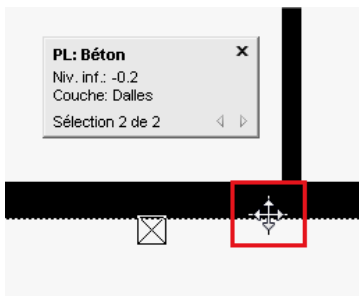 PL: Béton
Niv. inf.: -0.2
Couche: Dalles
Sélection 2 de 2